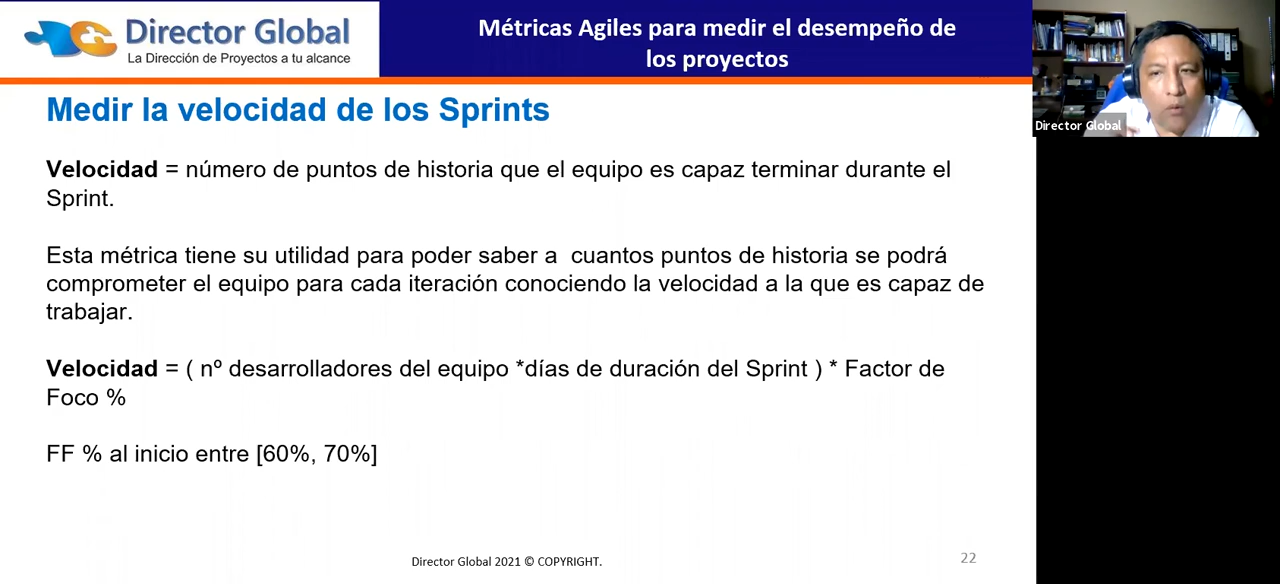 Director Global
La Dirección de Proyectos a tu alcance
Métricas Agiles para medir el desempeño de
los proyectos
Director Global
Medir la velocidad de los Sprints
Velocidad = número de puntos de historia que el equipo es capaz terminar durante el
Sprint.
Esta métrica tiene su utilidad para poder saber a  cuantos puntos de historia se podrá
comprometer el equipo para cada iteración conociendo la velocidad a la que es capaz de
trabajar.
Velocidad = ( nº desarrolladores del equipo *días de duración del Sprint ) * Factor de
Foco %
FF % al inicio entre [60%, 70%]
Director Global 2021 © COPYRIGHT.
22